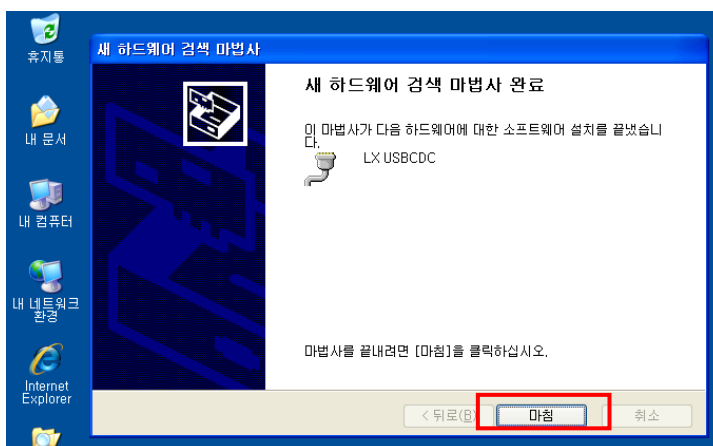 휴지통
내 문서
내 컴퓨터
내 네트워크
환경
Internet
Explorer
새 하드웨어 검색 마법사
새 하드웨어 검색 마법사 완료
이 마법사가 다음 하드웨어에 대한 소프트웨어 설치를 끝냈습니
다.
LX USBCDC
마법사를 끝내려면 [마침]을 클릭하십시오.
< 뒤로(B)
마침
취소